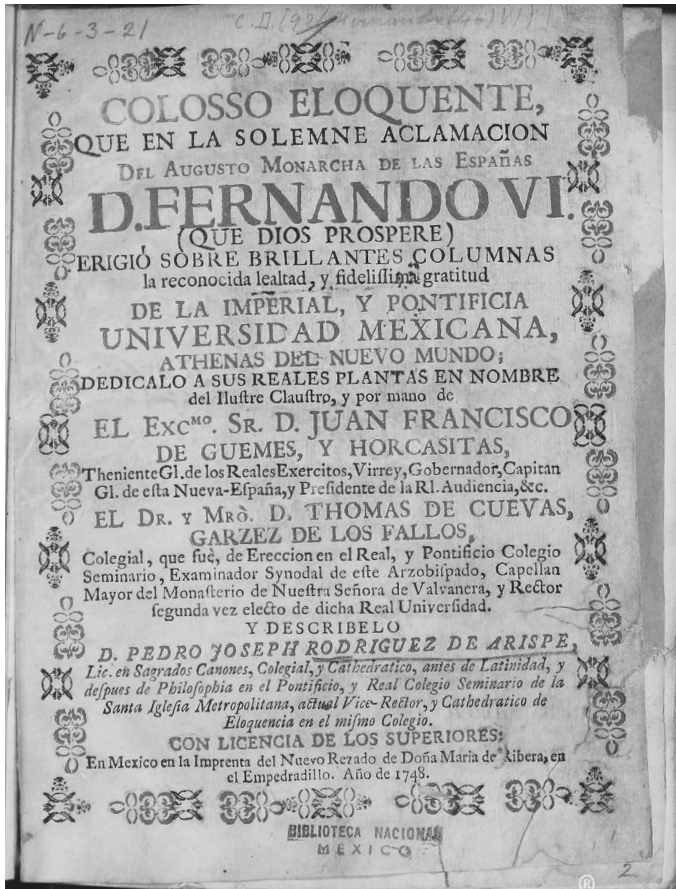 N-6-3-21
COLOSSO ELOQUENTE,
QUE EN LA SOLEMNE ACLAMACION
DEL AUGUSTO MONARCHA DE LAS ESPAÑAS
D. FERNANDO VI.
(QUE DIOS PROSPERE)
ERIGIÓ SOBRE BRILLANTES COLUMNAS
la reconocida lealtad, y fidelissima gratitud
DE LA IMPERIAL, Y PONTIFICIA
UNIVERSIDAD MEXICANA,
ATHENAS DEL NUEVO MUNDO;
DEDICALO A SUS REALES PLANTAS EN NOMBRE
del Ilustre Claustro, y por mano de
EL EXCMO. SR. D. JUAN FRANCISCO
DE GUEMES, Y HORCASITAS,
Theniente Gl. de los Reales Exercitos, Virrey, Gobernador, Capitan
Gl. de esta Nueva-España, y Presidente de la Rl. Audiencia, &c.
EL DR. Y MRÒ. D. THOMAS DE CUEVAS,
GARZEZ DE LOS FALLOS,
Colegial, que fuè, de Ereccion en el Real, y Pontificio Colegio
Seminario, Examinador Synodal de este Arzobispado, Capellan
Mayor del Monasterio de Nuestra Señora de Valvanera, y Rector
segunda vez electo de dicha Real Universidad.
Y DESCRIBELO
D. PEDRO JOSEPH RODRIGUEZ DE ARISPE,
Lic. en Sagrados Canones, Colegial, y Cathedratico, antes de Latinidad, y
despues de Philosophia en el Pontificio, y Real Colegio Seminario de la
Santa Iglesia Metropolitana, actual Vice-Rector, y Cathedratico de
Eloquencia en el mismo Colegio.
CON LICENCIA DE LOS SUPERIORES:
En Mexico en la Imprenta del Nuevo Rezado de Doña Maria de Ribera, en
el Empedradillo. Año de 1748.
BIBLIOTECA NACIONAL
MEXICO
2